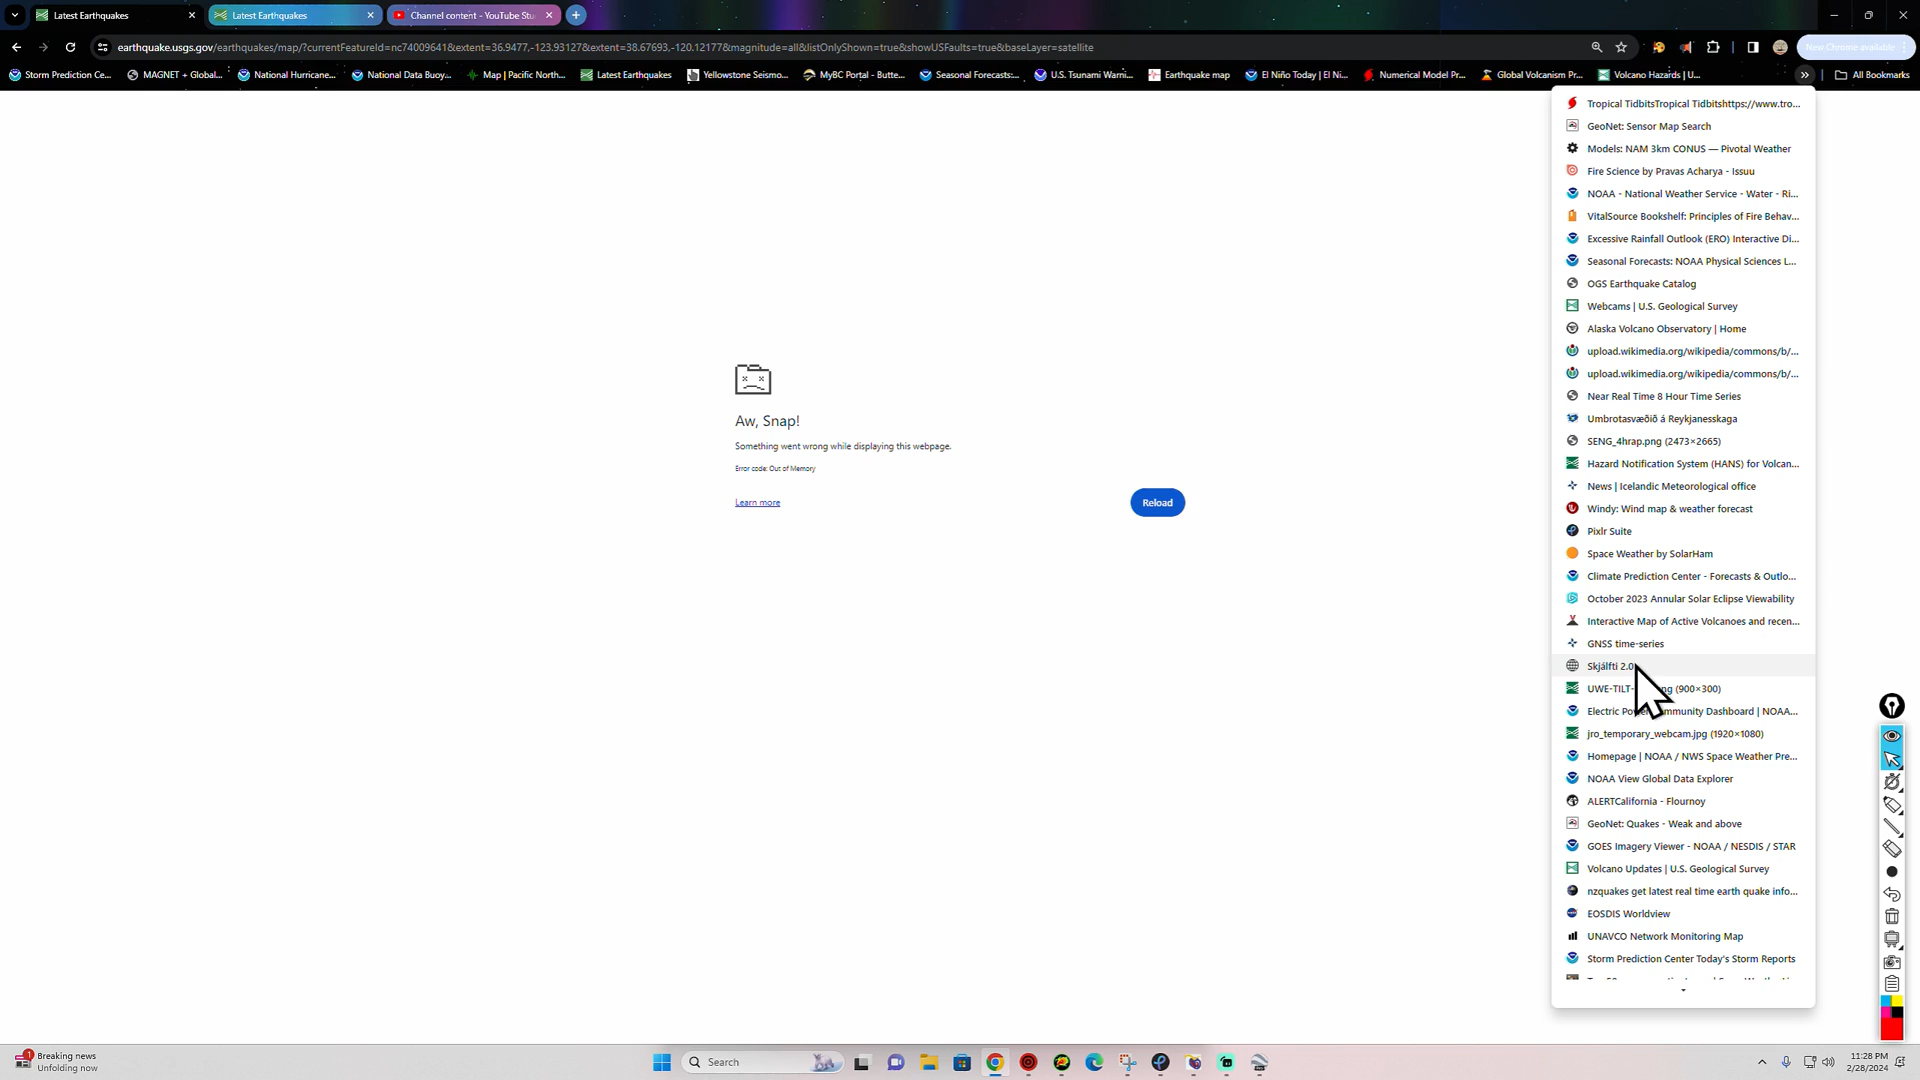 Latest Earthquakes
Latest Earthquakes
Channel content - YouTube Stu
earthquake.usgs.gov/earthquakes/map/?currentFeatureId=nc74009641&extent=36.9477,-123.93127&extent=38.67693,-120.12177&magnitude=all&listOnlyShown=true&showUSFaults=true&baseLayer=satellite
New Chrome available
Storm Prediction Ce...
MAGNET + Global...
National Hurricane...
National Data Buoy...
Map | Pacific North...
Latest Earthquakes
Yellowstone Seismo...
MyBC Portal - Butte...
Seasonal Forecasts:...
U.S. Tsunami Warni...
Earthquake map
El Niño Today | El Ni...
Numerical Model Pr...
Global Volcanism Pr...
Volcano Hazards | U...
All Bookmarks
Tropical TidbitsTropical Tidbitshttps://www.tro...
GeoNet: Sensor Map Search
Models: NAM 3km CONUS — Pivotal Weather
Fire Science by Pravas Acharya - Issuu
NOAA - National Weather Service - Water - Ri...
VitalSource Bookshelf: Principles of Fire Behav...
Excessive Rainfall Outlook (ERO) Interactive Di...
Seasonal Forecasts: NOAA Physical Sciences L...
OGS Earthquake Catalog
Webcams | U.S. Geological Survey
Alaska Volcano Observatory | Home
upload.wikimedia.org/wikipedia/commons/b/...
upload.wikimedia.org/wikipedia/commons/b/...
Near Real Time 8 Hour Time Series
Umbrotasvæðið á Reykjanesskaga
SENG_4hrap.png (2473×2665)
Hazard Notification System (HANS) for Volcan...
News | Icelandic Meteorological office
Windy: Wind map & weather forecast
Pixlr Suite
Space Weather by SolarHam
Climate Prediction Center - Forecasts & Outlo...
October 2023 Annular Solar Eclipse Viewability
Interactive Map of Active Volcanoes and recen...
GNSS time-series
Skjálfti 2.0
UWE-TILT- ng (900×300)
Electric Power Community Dashboard | NOAA...
jro_temporary_webcam.jpg (1920×1080)
Homepage | NOAA / NWS Space Weather Pre...
NOAA View Global Data Explorer
ALERTCalifornia - Flournoy
GeoNet: Quakes - Weak and above
GOES Imagery Viewer - NOAA / NESDIS / STAR
Volcano Updates | U.S. Geological Survey
nzquakes get latest real time earth quake info...
EOSDIS Worldview
UNAVCO Network Monitoring Map
Storm Prediction Center Today's Storm Reports
Aw, Snap!
Something went wrong while displaying this webpage.
Error code: Out of Memory
Learn more
Reload
1
Breaking news
Unfolding now
Search
11:28 PM
2/28/2024